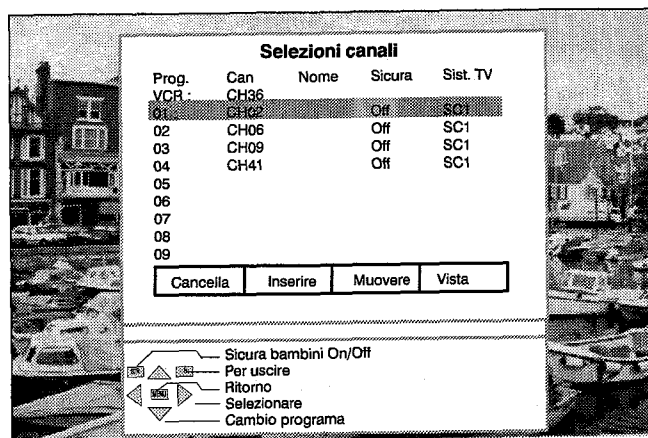 Selezioni canali
Prog. Can Nome Sicura Sist. TV
VCR : CH36
01 CH02 Off SC1
02 CH06 Off SC1
03 CH09 Off SC1
04 CH41 Off SC1
05
06
07
08
09
Cancella Inserire Muovere Vista
Sicura bambini On/Off
Per uscire
Ritorno
MENU
Selezionare
Cambio programa